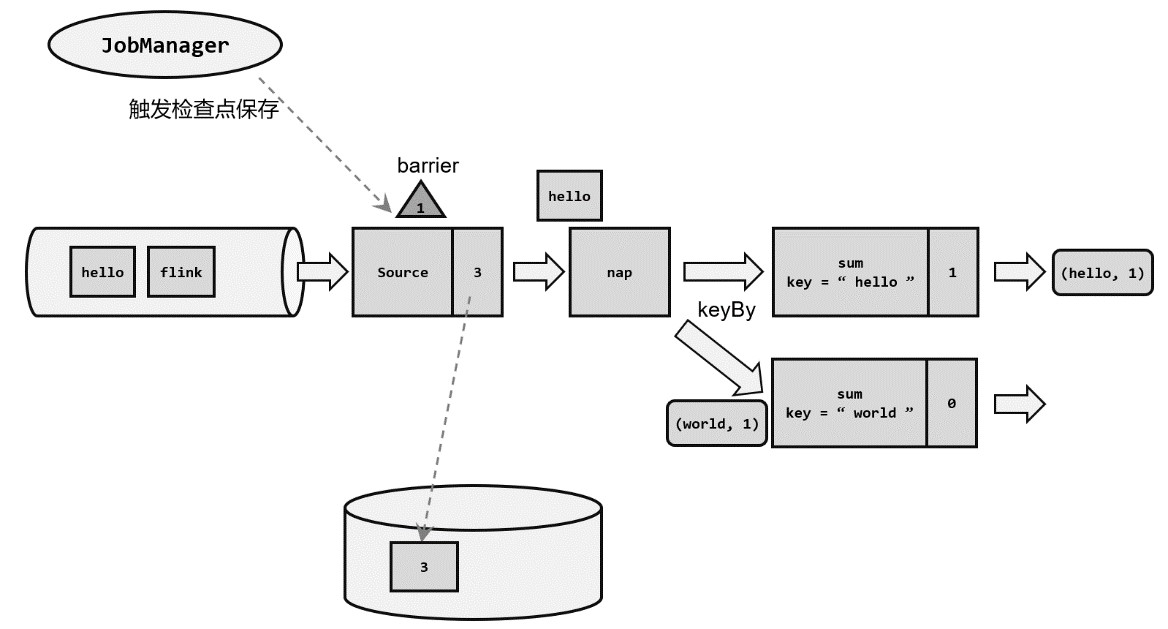 JobManager
触发检查点保存
barrier
1
hello
hello
flink
Source
3
nap
sum
key = “ hello ”
1
(hello, 1)
keyBy
sum
key = “ world ”
0
(world, 1)
3